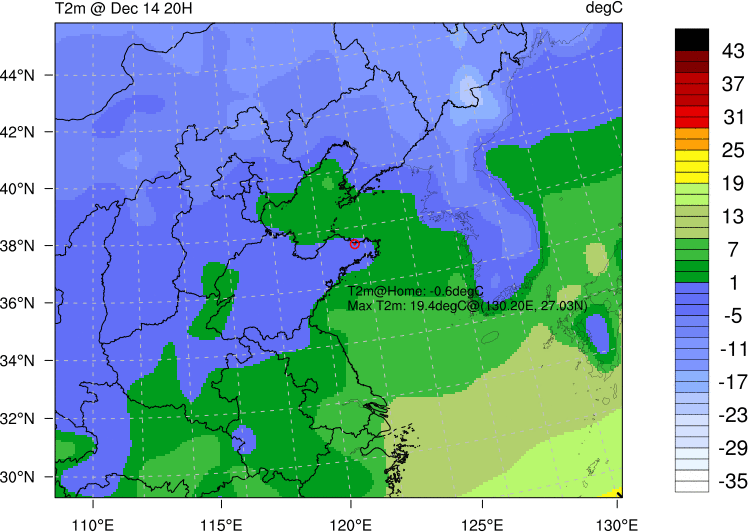 T2m @ Dec 14 20H
degC
44°N
42°N
40°N
38°N
36°N
34°N
32°N
30°N
T2m@Home: -0.6degC
Max T2m: 19.4degC@(130.20E, 27.03N)
110°E
115°E
120°E
125°E
130°E
43
37
31
25
19
13
7
1
-5
-11
-17
-23
-29
-35